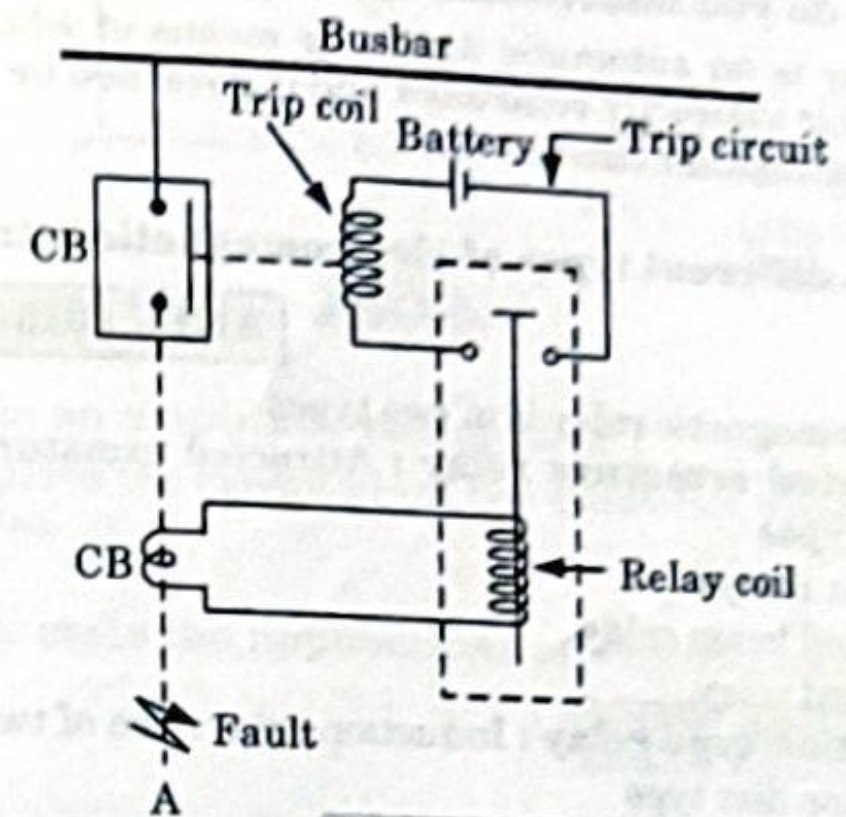 Busbar
Trip coil
Battery
Trip circuit
CB
CB
Relay coil
Fault
A